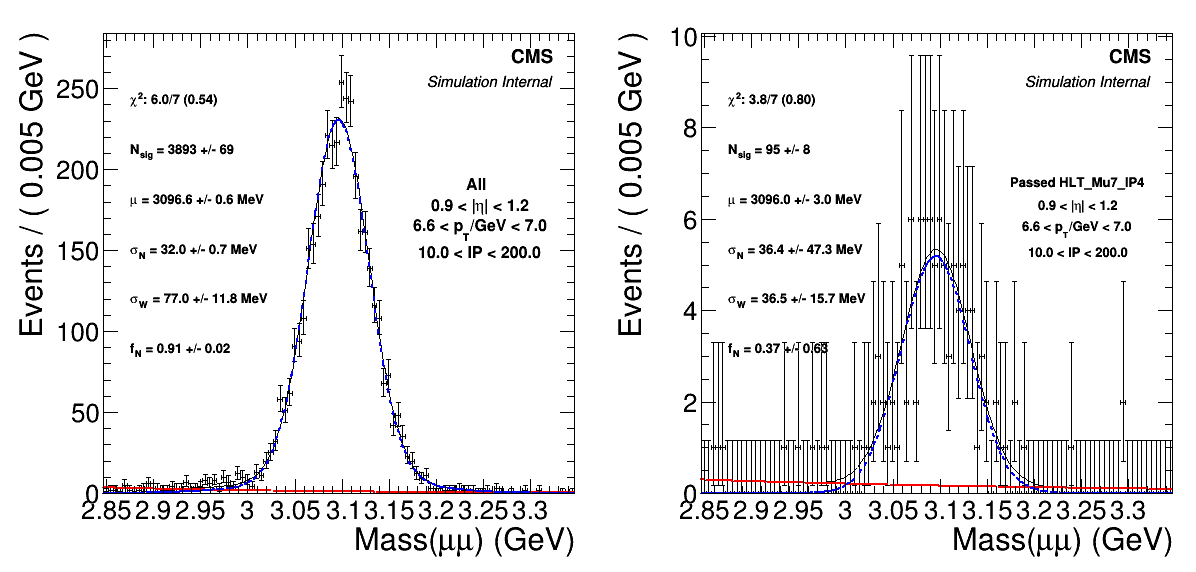 CMS
Simulation Internal
χ²: 6.0/7 (0.54)
N_sig = 3893 +/- 69
μ = 3096.6 +/- 0.6 MeV
σ_N = 32.0 +/- 0.7 MeV
σ_W = 77.0 +/- 11.8 MeV
f_N = 0.91 +/- 0.02
All
0.9 < |η| < 1.2
6.6 < p_T/GeV < 7.0
10.0 < IP < 200.0
Events / ( 0.005 GeV )
250
200
150
100
50
0
2.85 2.9 2.95 3 3.05 3.1 3.15 3.2 3.25 3.3
Mass(μμ) (GeV)
CMS
Simulation Internal
χ²: 3.8/7 (0.80)
N_sig = 95 +/- 8
μ = 3096.0 +/- 3.0 MeV
σ_N = 36.4 +/- 47.3 MeV
σ_W = 36.5 +/- 15.7 MeV
f_N = 0.37 +/- 0.63
Passed HLT_Mu7_IP4
0.9 < |η| < 1.2
6.6 < p_T/GeV < 7.0
10.0 < IP < 200.0
Events / ( 0.005 GeV )
10
8
6
4
2
0
2.85 2.9 2.95 3 3.05 3.1 3.15 3.2 3.25 3.3
Mass(μμ) (GeV)